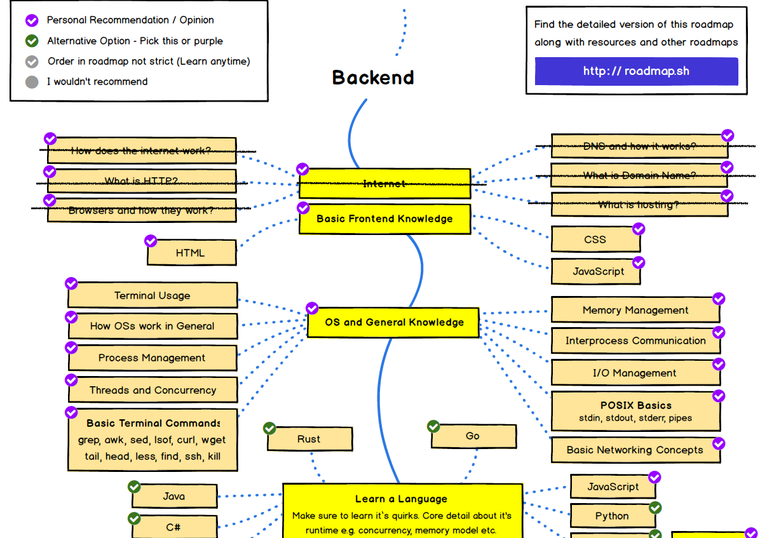 Personal Recommendation / Opinion
Alternative Option - Pick this or purple
Order in roadmap not strict (Learn anytime)
I wouldn't recommend
Find the detailed version of this roadmap
along with resources and other roadmaps
http:// roadmap.sh
Backend
How does the internet work?
What is HTTP?
Browsers and how they work?
Internet
DNS and how it works?
What is Domain Name?
What is hosting?
Basic Frontend Knowledge
HTML
CSS
JavaScript
Terminal Usage
How OSs work in General
Process Management
Threads and Concurrency
Basic Terminal Commands
grep, awk, sed, lsof, curl, wget
tail, head, less, find, ssh, kill
OS and General Knowledge
Memory Management
Interprocess Communication
I/O Management
POSIX Basics
stdin, stdout, stderr, pipes
Basic Networking Concepts
Rust
Go
Java
C#
Learn a Language
Make sure to learn it's quirks. Core detail about it's
runtime e.g. concurrency, memory model etc.
JavaScript
Python